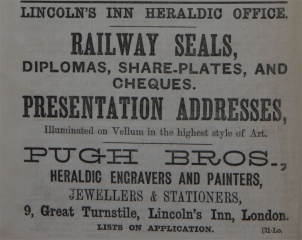 LINCOLN'S INN HERALDIC OFFICE.
RAILWAY SEALS,
DIPLOMAS, SHARE-PLATES, AND
CHEQUES.
PRESENTATION ADDRESSES,
Illuminated on Vellum in the highest style of Art.
PUGH BROS.,
HERALDIC ENGRAVERS AND PAINTERS,
JEWELLERS & STATIONERS,
9, Great Turnstile, Lincoln's Inn, London.
LISTS ON APPLICATION. [31-Lo.